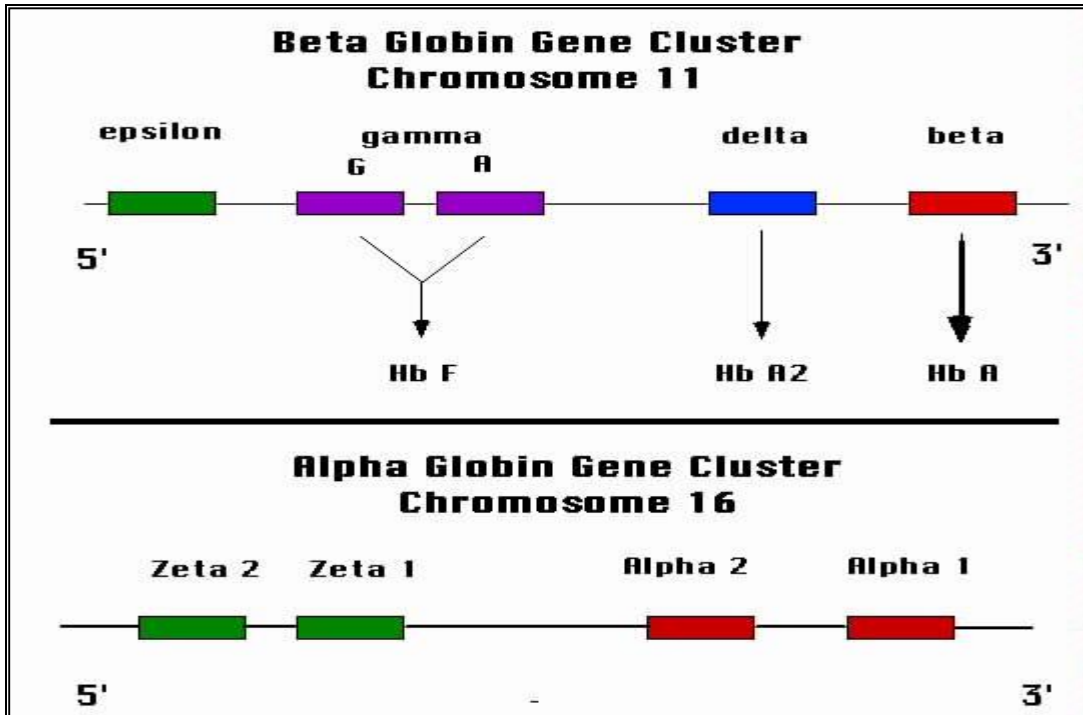 Beta Globin Gene Cluster
Chromosome 11
epsilon gamma delta beta
G A
5' 3'
Hb F Hb A2 Hb A
Alpha Globin Gene Cluster
Chromosome 16
Zeta 2 Zeta 1 Alpha 2 Alpha 1
5' - 3'